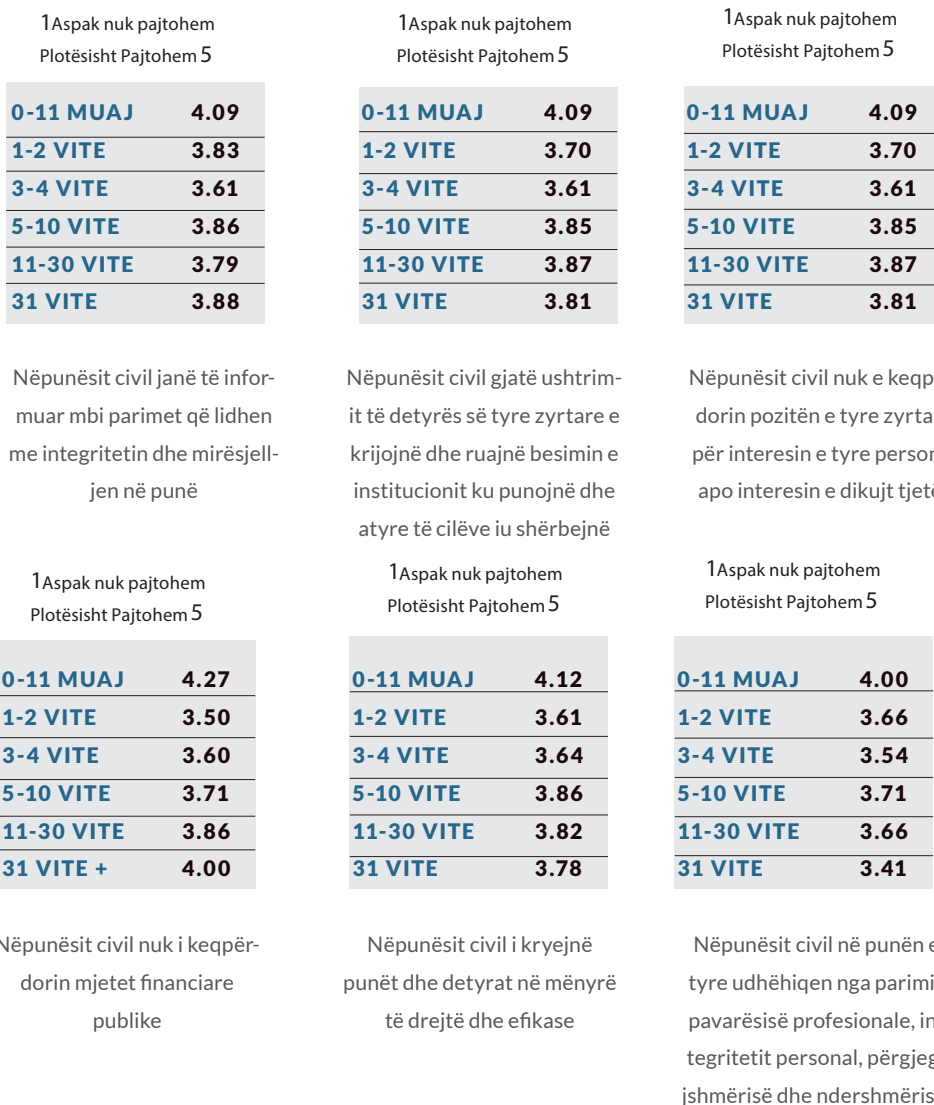 1 Aspak nuk pajtohem
Plotësisht Pajtohem 5
0-11 MUAJ 4.09
1-2 VITE 3.83
3-4 VITE 3.61
5-10 VITE 3.86
11-30 VITE 3.79
31 VITE 3.88
Nëpunësit civil janë të infor-
muar mbi parimet që lidhen
me integritetin dhe mirësjell-
jen në punë
1 Aspak nuk pajtohem
Plotësisht Pajtohem 5
0-11 MUAJ 4.09
1-2 VITE 3.70
3-4 VITE 3.61
5-10 VITE 3.85
11-30 VITE 3.87
31 VITE 3.81
Nëpunësit civil gjatë ushtrim-
it të detyrës së tyre zyrtare e
krijojnë dhe ruajnë besimin e
institucionit ku punojnë dhe
atyre të cilëve iu shërbejnë
1 Aspak nuk pajtohem
Plotësisht Pajtohem 5
0-11 MUAJ 4.09
1-2 VITE 3.70
3-4 VITE 3.61
5-10 VITE 3.85
11-30 VITE 3.87
31 VITE 3.81
Nëpunësit civil nuk e
dorin pozitën e tyre
për interesin e tyre
apo interesin e dikujt
1 Aspak nuk pajtohem
Plotësisht Pajtohem 5
0-11 MUAJ 4.27
1-2 VITE 3.50
3-4 VITE 3.60
5-10 VITE 3.71
11-30 VITE 3.86
31 VITE + 4.00
Nëpunësit civil nuk i keqpër-
dorin mjetet financiare
publike
1 Aspak nuk pajtohem
Plotësisht Pajtohem 5
0-11 MUAJ 4.12
1-2 VITE 3.61
3-4 VITE 3.64
5-10 VITE 3.86
11-30 VITE 3.82
31 VITE 3.78
Nëpunësit civil i kryejnë
punët dhe detyrat në mënyrë
të drejtë dhe efikase
1 Aspak nuk pajtohem
Plotësisht Pajtohem 5
0-11 MUAJ 4.00
1-2 VITE 3.66
3-4 VITE 3.54
5-10 VITE 3.71
11-30 VITE 3.66
31 VITE 3.41
Nëpunësit civil në punën e
tyre udhëhiqen nga parimi
pavarësisë profesionale, in
tegritetit personal,
jshmërisë dhe